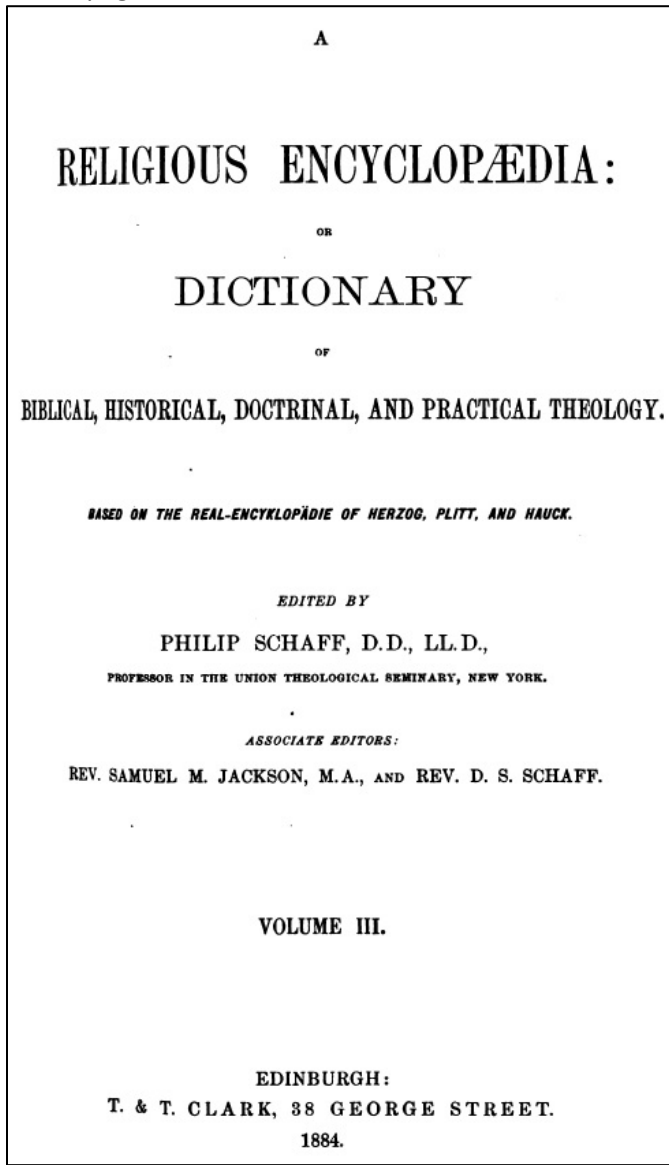 A
RELIGIOUS ENCYCLOPÆDIA:
OR
DICTIONARY
OF
BIBLICAL, HISTORICAL, DOCTRINAL, AND PRACTICAL THEOLOGY.
BASED ON THE REAL-ENCYKLOPÄDIE OF HERZOG, PLITT, AND HAUCK.
EDITED BY
PHILIP SCHAFF, D.D., LL.D.,
PROFESSOR IN THE UNION THEOLOGICAL SEMINARY, NEW YORK.
ASSOCIATE EDITORS:
REV. SAMUEL M. JACKSON, M.A., AND REV. D. S. SCHAFF.
VOLUME III.
EDINBURGH:
T. & T. CLARK, 38 GEORGE STREET.
1884.